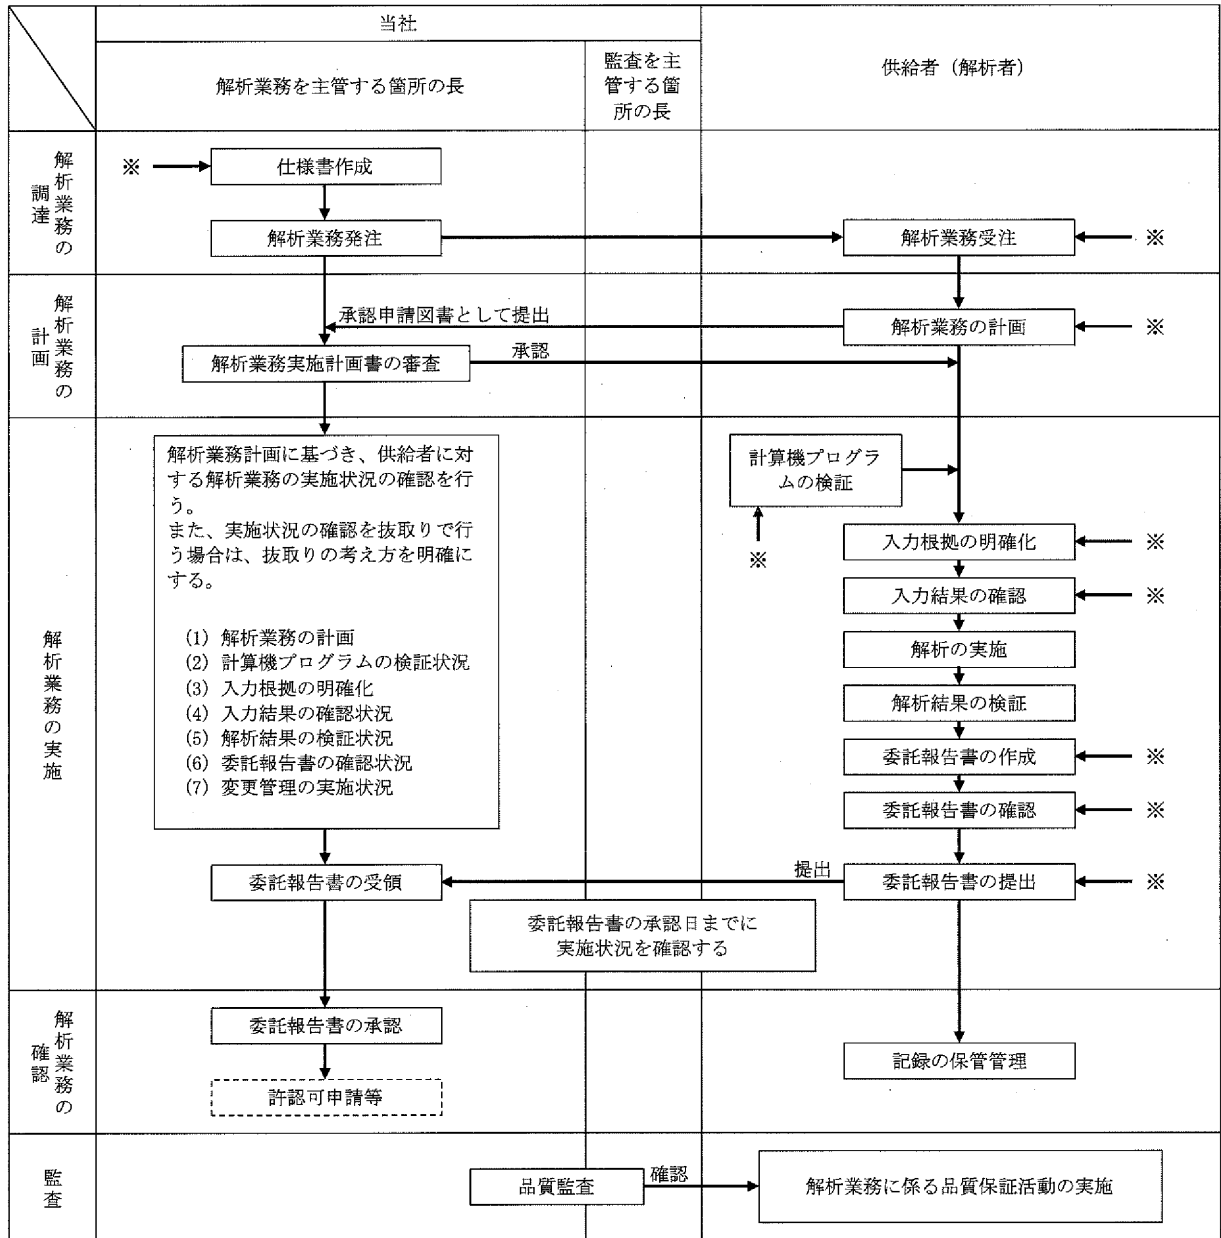 当社
解析業務を主管する箇所の長
監査を主
管する箇
所の長
供給者（解析者）
解析業務の
調達
※
仕様書作成
解析業務発注
解析業務受注
※
解析業務の
計画
承認申請図書として提出
解析業務の計画
※
解析業務実施計画書の審査
承認
解析業務の実施
解析業務計画に基づき、供給者に対
する解析業務の実施状況の確認を行
う。
また、実施状況の確認を抜取りで行
う場合は、抜取りの考え方を明確に
する。
(1) 解析業務の計画
(2) 計算機プログラムの検証状況
(3) 入力根拠の明確化
(4) 入力結果の確認状況
(5) 解析結果の検証状況
(6) 委託報告書の確認状況
(7) 変更管理の実施状況
計算機プログラ
ムの検証
※
入力根拠の明確化
※
入力結果の確認
※
解析の実施
解析結果の検証
委託報告書の作成
※
委託報告書の確認
※
委託報告書の受領
提出
委託報告書の提出
※
委託報告書の承認日までに
実施状況を確認する
解析業務の
確認
委託報告書の承認
許認可申請等
記録の保管管理
監査
品質監査
確認
解析業務に係る品質保証活動の実施